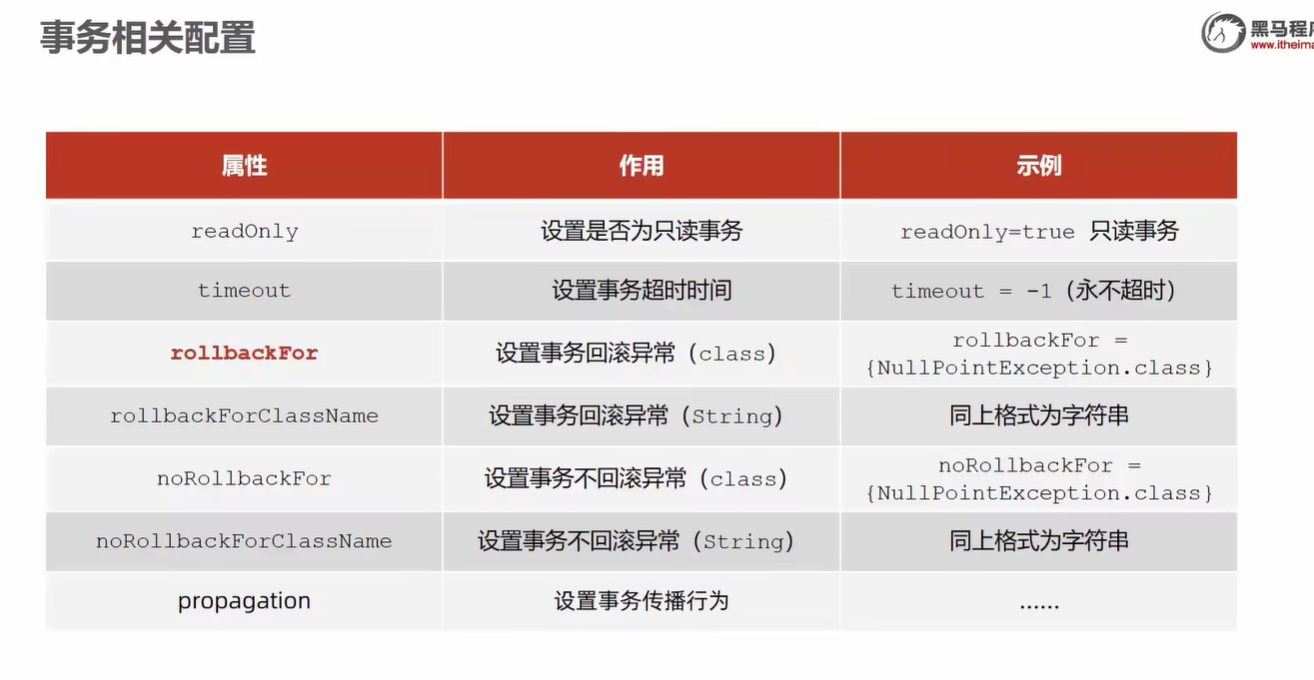 事务相关配置
黑马程序
www.itheima
属性 作用 示例
readOnly 设置是否为只读事务 readOnly=true 只读事务
timeout 设置事务超时时间 timeout = -1（永不超时）
rollbackFor 设置事务回滚异常（class） rollbackFor =
{NullPointException.class}
rollbackForClassName 设置事务回滚异常（String） 同上格式为字符串
noRollbackFor 设置事务不回滚异常（class） noRollbackFor =
{NullPointException.class}
noRollbackForClassName 设置事务不回滚异常（String） 同上格式为字符串
propagation 设置事务传播行为 ……